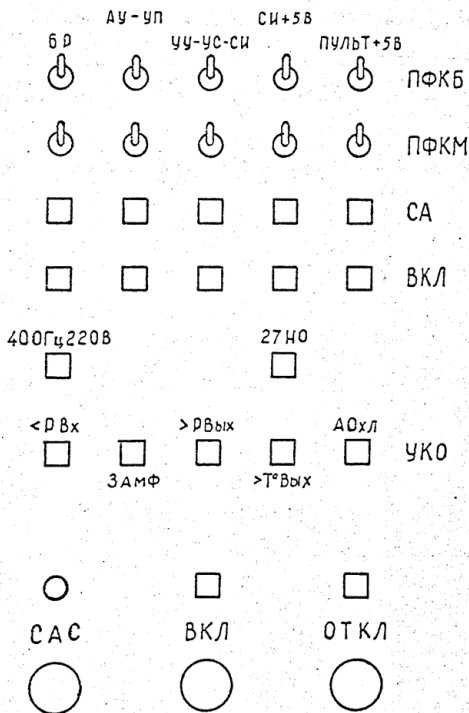 АУ-УП СИ+5В
БР УУ-УС-СИ ПУЛЬТ+5В
ПФКБ
ПФКМ
СА
ВКЛ
400Гц220В 27НО
<РВх >РВых АОхл
УКО
ЗАМФ >Т°Вых
САС ВКЛ ОТКЛ